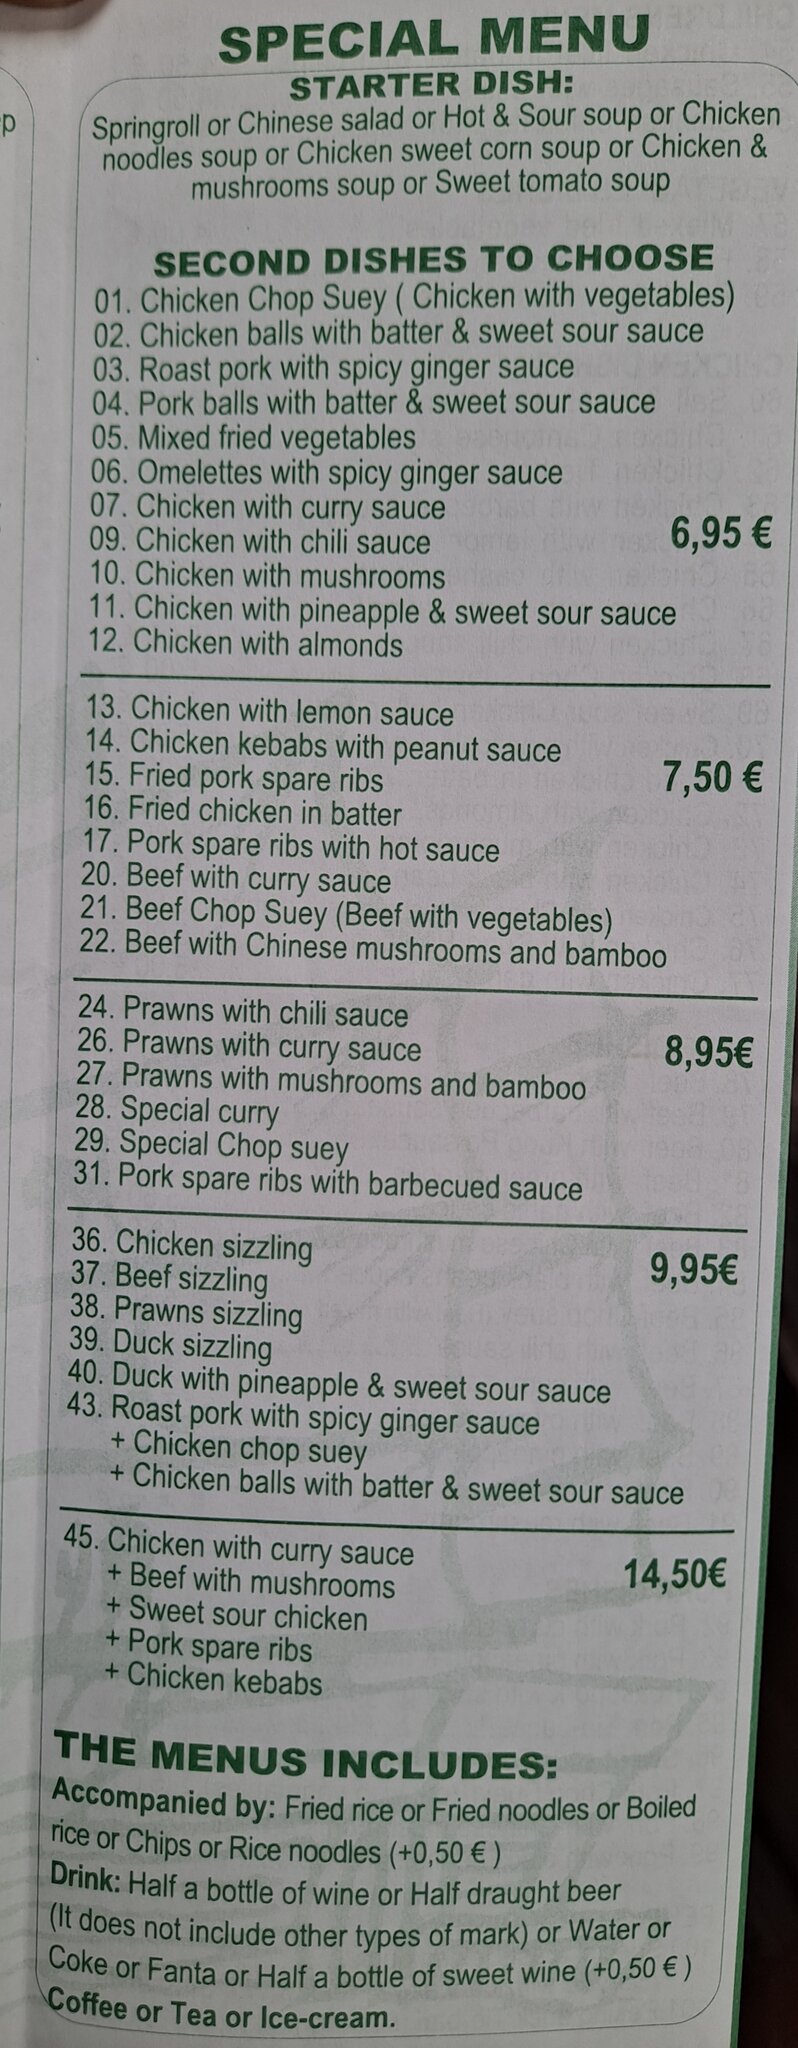 SPECIAL MENU
STARTER DISH:
Springroll or Chinese salad or Hot & Sour soup or Chicken
noodles soup or Chicken sweet corn soup or Chicken &
mushrooms soup or Sweet tomato soup
SECOND DISHES TO CHOOSE
01. Chicken Chop Suey ( Chicken with vegetables)
02. Chicken balls with batter & sweet sour sauce
03. Roast pork with spicy ginger sauce
04. Pork balls with batter & sweet sour sauce
05. Mixed fried vegetables
06. Omelettes with spicy ginger sauce
07. Chicken with curry sauce
09. Chicken with chili sauce 6,95 €
10. Chicken with mushrooms
11. Chicken with pineapple & sweet sour sauce
12. Chicken with almonds
13. Chicken with lemon sauce
14. Chicken kebabs with peanut sauce
15. Fried pork spare ribs 7,50 €
16. Fried chicken in batter
17. Pork spare ribs with hot sauce
20. Beef with curry sauce
21. Beef Chop Suey (Beef with vegetables)
22. Beef with Chinese mushrooms and bamboo
24. Prawns with chili sauce
26. Prawns with curry sauce 8,95€
27. Prawns with mushrooms and bamboo
28. Special curry
29. Special Chop suey
31. Pork spare ribs with barbecued sauce
36. Chicken sizzling
37. Beef sizzling 9,95€
38. Prawns sizzling
39. Duck sizzling
40. Duck with pineapple & sweet sour sauce
43. Roast pork with spicy ginger sauce
+ Chicken chop suey
+ Chicken balls with batter & sweet sour sauce
45. Chicken with curry sauce
+ Beef with mushrooms 14,50€
+ Sweet sour chicken
+ Pork spare ribs
+ Chicken kebabs
THE MENUS INCLUDES:
Accompanied by: Fried rice or Fried noodles or Boiled
rice or Chips or Rice noodles (+0,50 € )
Drink: Half a bottle of wine or Half draught beer
(It does not include other types of mark) or Water or
Coke or Fanta or Half a bottle of sweet wine (+0,50 € )
Coffee or Tea or Ice-cream.